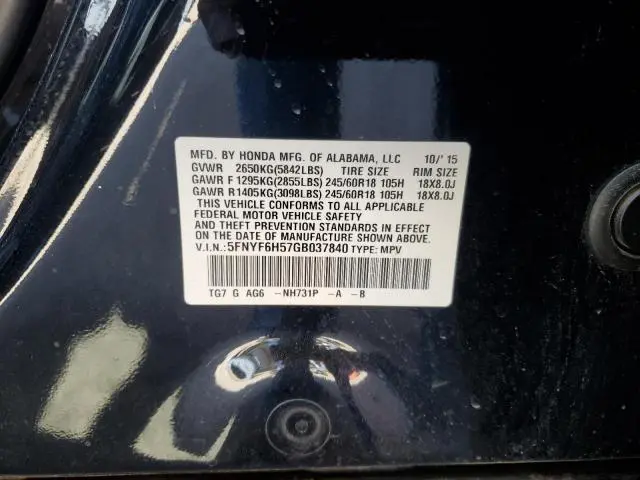 MFD. BY HONDA MFG. OF ALABAMA, LLC 10/'15
GVWR 2650KG(5842LBS) TIRE SIZE RIM SIZE
GAWR F 1295KG(2855LBS) 245/60R18 105H 18X8.0J
GAWR R 1405KG(3098LBS) 245/60R18 105H 18X8.0J
THIS VEHICLE CONFORMS TO ALL APPLICABLE
FEDERAL MOTOR VEHICLE SAFETY
AND THEFT PREVENTION STANDARDS IN EFFECT
ON THE DATE OF MANUFACTURE SHOWN ABOVE.
V.I.N.: 5FNYF6H57GB037840 TYPE: MPV
TG7 G AG6 -NH731P -A -B